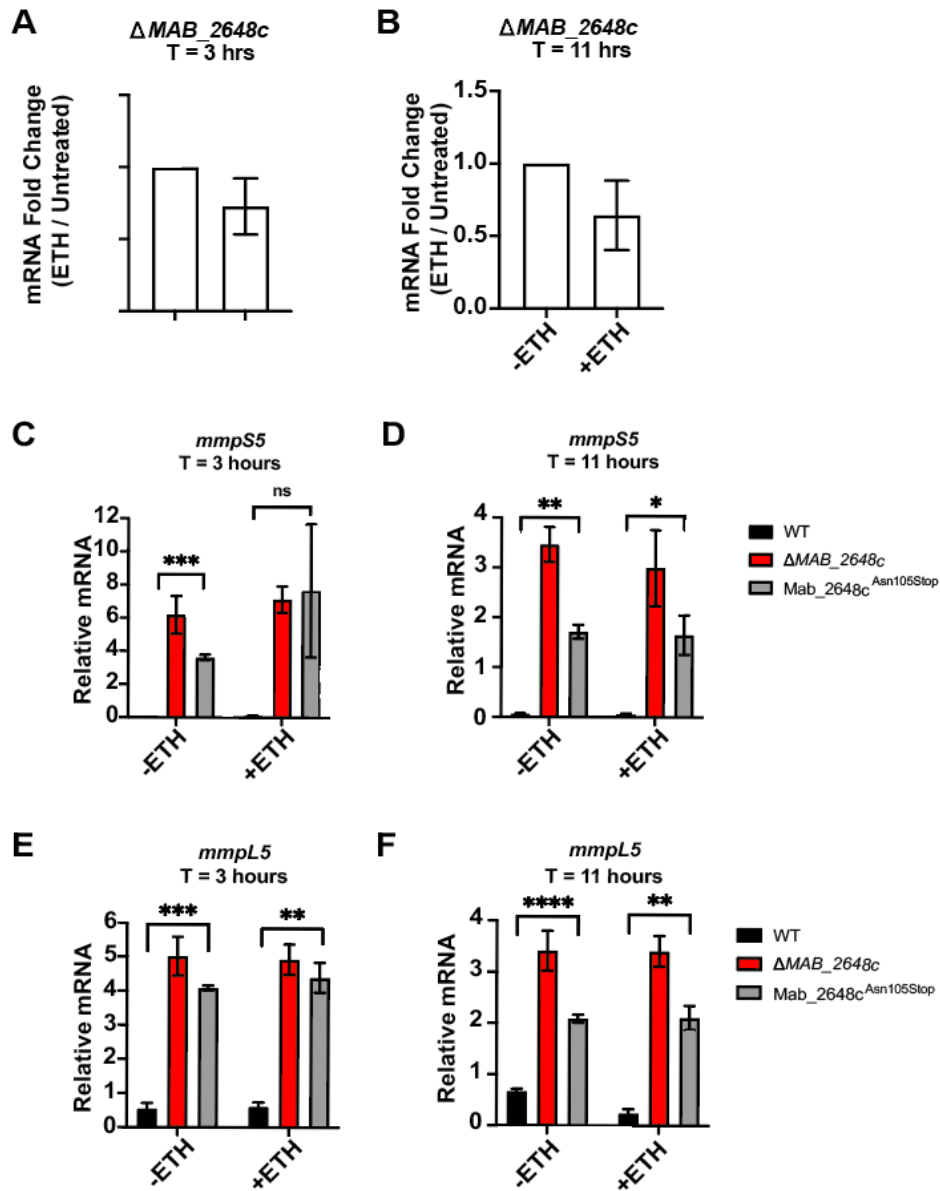 A
Δ MAB_2648c
T = 3 hrs
mRNA Fold Change
(ETH / Untreated)
B
Δ MAB_2648c
T = 11 hrs
mRNA Fold Change
(ETH / Untreated)
1.5
1.0
0.5
0.0
-ETH
+ETH
C
mmpS5
T = 3 hours
Relative mRNA
12
10
8
6
4
2
0
***
ns
-ETH
+ETH
D
mmpS5
T = 11 hours
Relative mRNA
4
3
2
1
0
**
*
-ETH
+ETH
WT
ΔMAB_2648c
Mab_2648c^Asn105Stop
E
mmpL5
T = 3 hours
Relative mRNA
6
5
4
3
2
1
0
***
**
-ETH
+ETH
F
mmpL5
T = 11 hours
Relative mRNA
4
3
2
1
0
****
**
-ETH
+ETH
WT
ΔMAB_2648c
Mab_2648c^Asn105Stop